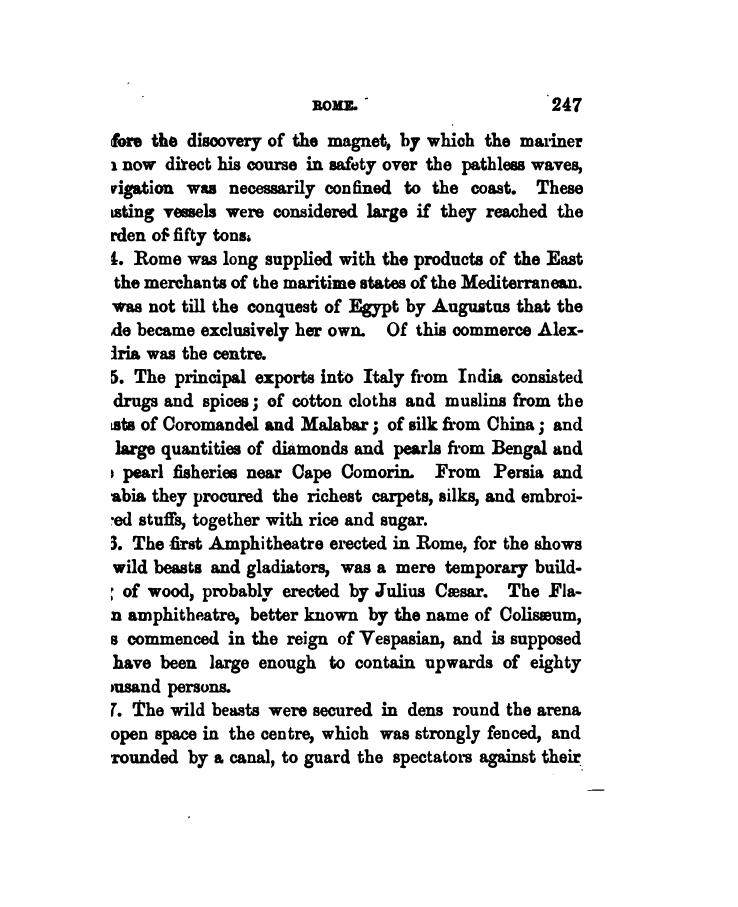 ROME. 247
fore the discovery of the magnet, by which the mariner
now direct his course in safety over the pathless waves,
vigation was necessarily confined to the coast. These
sting vessels were considered large if they reached the
rden of fifty tons.
4. Rome was long supplied with the products of the East
the merchants of the maritime states of the Mediterranean.
was not till the conquest of Egypt by Augustus that the
de became exclusively her own. Of this commerce Alex-
dria was the centre.
5. The principal exports into Italy from India consisted
drugs and spices; of cotton cloths and muslins from the
sts of Coromandel and Malabar; of silk from China; and
large quantities of diamonds and pearls from Bengal and
pearl fisheries near Cape Comorin. From Persia and
abia they procured the richest carpets, silks, and embroi-
ed stuffs, together with rice and sugar.
6. The first Amphitheatre erected in Rome, for the shows
wild beasts and gladiators, was a mere temporary build-
of wood, probably erected by Julius Cæsar. The Fla-
n amphitheatre, better known by the name of Colisæum,
s commenced in the reign of Vespasian, and is supposed
have been large enough to contain upwards of eighty
usand persons.
7. The wild beasts were secured in dens round the arena
open space in the centre, which was strongly fenced, and
rounded by a canal, to guard the spectators against their